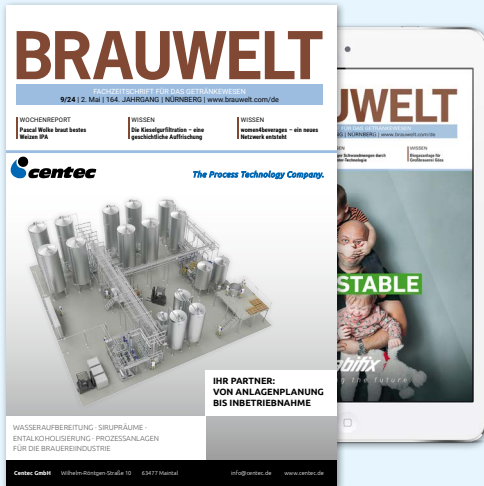 BRAUWELT
FACHZEITSCHRIFT FÜR DAS GETRÄNKEWESEN
9/24 | 2. Mai | 164. JAHRGANG | NÜRNBERG | www.brauwelt.com/de
WOCHENREPORT
Pascal Wolke braut bestes
Weizen IPA
WISSEN
Die Kieselgurfiltration – eine
geschichtliche Auffrischung
WISSEN
women4beverages – ein neues
Netzwerk entsteht
centec
The Process Technology Company.
IHR PARTNER:
VON ANLAGENPLANUNG
BIS INBETRIEBNAHME
WASSERAUFBEREITUNG · SIRUPRÄUME ·
ENTALKOHOLISIERUNG · PROZESSANLAGEN
FÜR DIE BRAUEREIINDUSTRIE
Centec GmbH Wilhelm-Röntgen-Straße 10 63477 Maintal info@centec.de www.centec.de
UWELT
DAS GETRÄNKEWESEN
NÜRNBERG | www.brauwelt.com/de
WISSEN
STABLE
bifix
g the future